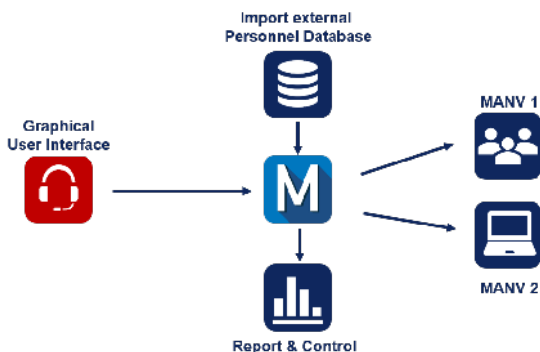 Import external
Personnel Database
MANV 1
Graphical
User Interface
M
MANV 2
Report & Control